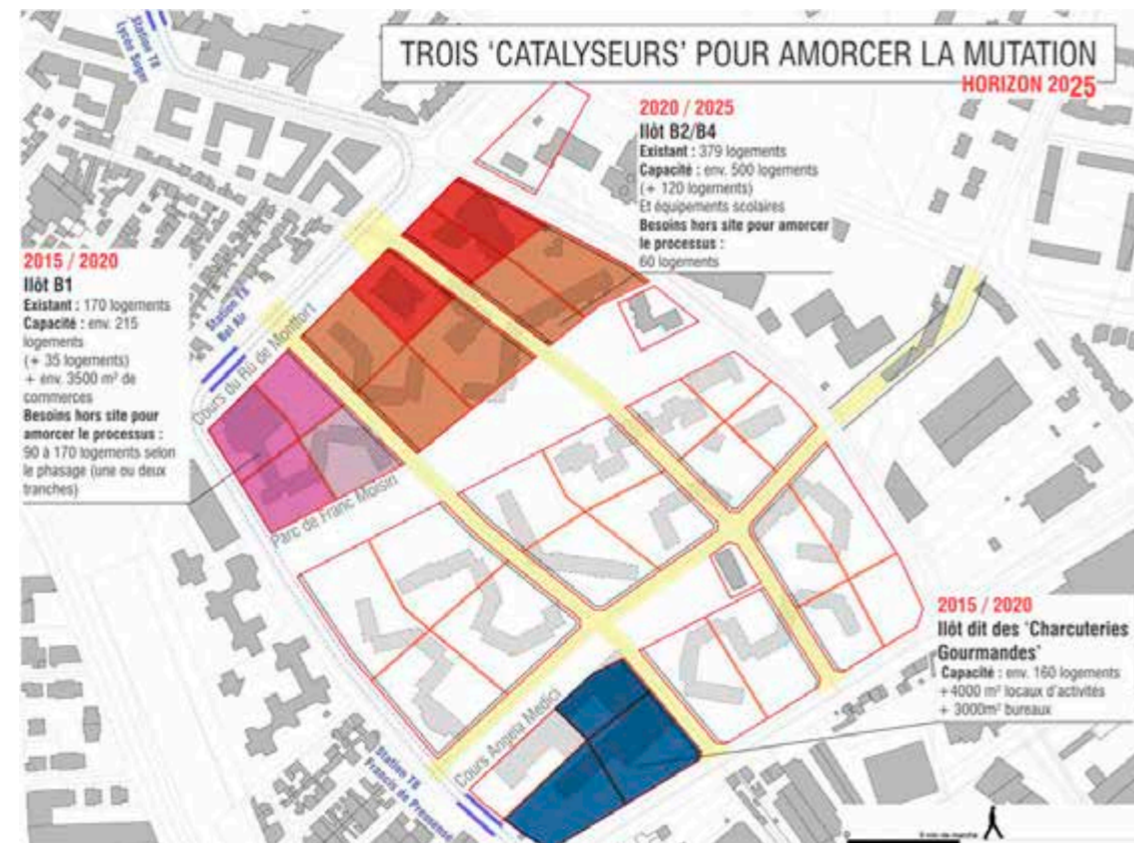 TROIS 'CATALYSEURS' POUR AMORCER LA MUTATION
HORIZON 2025
Station T8
Lycée Suger
2020 / 2025
Ilôt B2/B4
Existant : 379 logements
Capacité : env. 500 logements
(+ 120 logements)
Et équipements scolaires
Besoins hors site pour amorcer
le processus :
60 logements
2015 / 2020
Ilôt B1
Existant : 170 logements
Capacité : env. 215
logements
(+ 35 logements)
+ env. 3500 m² de
commerces
Besoins hors site pour
amorcer le processus :
90 à 170 logements selon
le phasage (une ou deux
tranches)
Station T8
Bel Air
Cours du Ru de Montfort
Parc de Franc Moisin
2015 / 2020
Ilôt dit des 'Charcuteries
Gourmandes'
Capacité : env. 160 logements
+4000 m² locaux d'activités
+ 3000m² bureaux
Cours Angela Medici
Station T8
Francis de Pressensé
5 min de marche